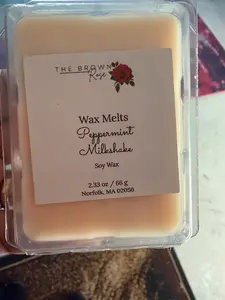 THE BROWN
Rose
Wax Melts
Peppermint
Milkshake
Soy Wax
2.33 oz / 66 g
Norfolk, MA 02056